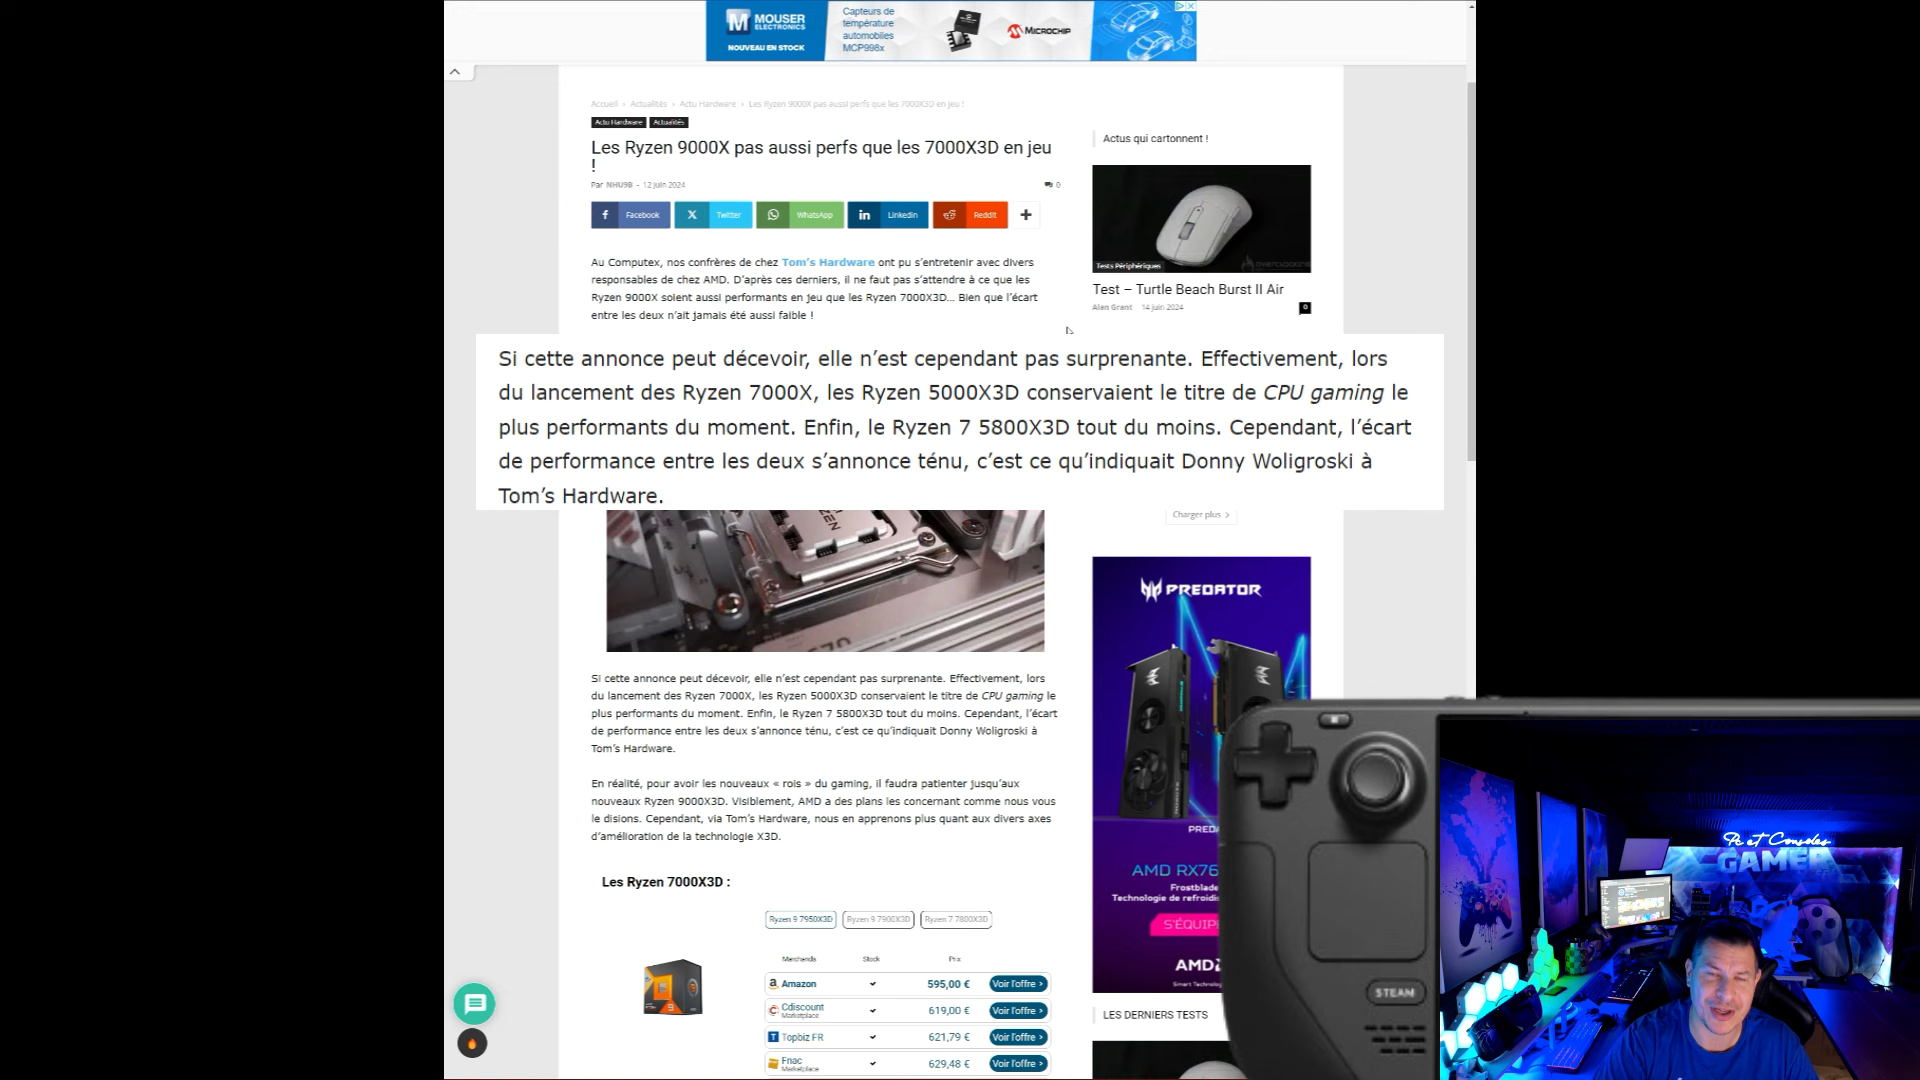 MOUSER
ELECTRONICS
NOUVEAU EN STOCK
Capteurs de
température
automobiles
MCP998x
MICROCHIP
Accueil › Actualités › Actu Hardware › Les Ryzen 9000X pas aussi perfs que les 7000X3D en jeu !
Actu Hardware
Actualités
Les Ryzen 9000X pas aussi perfs que les 7000X3D en jeu
!
Par NHU9B - 12 juin 2024
0
Facebook
Twitter
WhatsApp
Linkedin
Reddit
Au Computex, nos confrères de chez Tom's Hardware ont pu s'entretenir avec divers
responsables de chez AMD. D'après ces derniers, il ne faut pas s'attendre à ce que les
Ryzen 9000X soient aussi performants en jeu que les Ryzen 7000X3D... Bien que l'écart
entre les deux n'ait jamais été aussi faible !
Actus qui cartonnent !
Tests Périphériques
Test – Turtle Beach Burst II Air
Alan Grant 14 juin 2024
0
Si cette annonce peut décevoir, elle n'est cependant pas surprenante. Effectivement, lors
du lancement des Ryzen 7000X, les Ryzen 5000X3D conservaient le titre de CPU gaming le
plus performants du moment. Enfin, le Ryzen 7 5800X3D tout du moins. Cependant, l'écart
de performance entre les deux s'annonce ténu, c'est ce qu'indiquait Donny Woligroski à
Tom's Hardware.
Charger plus
Si cette annonce peut décevoir, elle n'est cependant pas surprenante. Effectivement, lors
du lancement des Ryzen 7000X, les Ryzen 5000X3D conservaient le titre de CPU gaming le
plus performants du moment. Enfin, le Ryzen 7 5800X3D tout du moins. Cependant, l'écart
de performance entre les deux s'annonce ténu, c'est ce qu'indiquait Donny Woligroski à
Tom's Hardware.
En réalité, pour avoir les nouveaux « rois » du gaming, il faudra patienter jusqu'aux
nouveaux Ryzen 9000X3D. Visiblement, AMD a des plans les concernant comme nous vous
le disions. Cependant, via Tom's Hardware, nous en apprenons plus quant aux divers axes
d'amélioration de la technologie X3D.
Les Ryzen 7000X3D :
Ryzen 9 7950X3D
Ryzen 9 7900X3D
Ryzen 7 7800X3D
Marchands Stock Prix
Amazon 595,00 € Voir l'offre >
Cdiscount 619,00 € Voir l'offre >
Marketplace
Topbiz FR 621,79 € Voir l'offre >
Fnac 629,48 € Voir l'offre >
Marketplace
PREDATOR
PREDA
AMD RX76
Frostblade
Technologie de refroidis
S'ÉQUIP
AMD
Smart Technolog
LES DERNIERS TESTS
STEAM
Pc et Consoles
GAMER